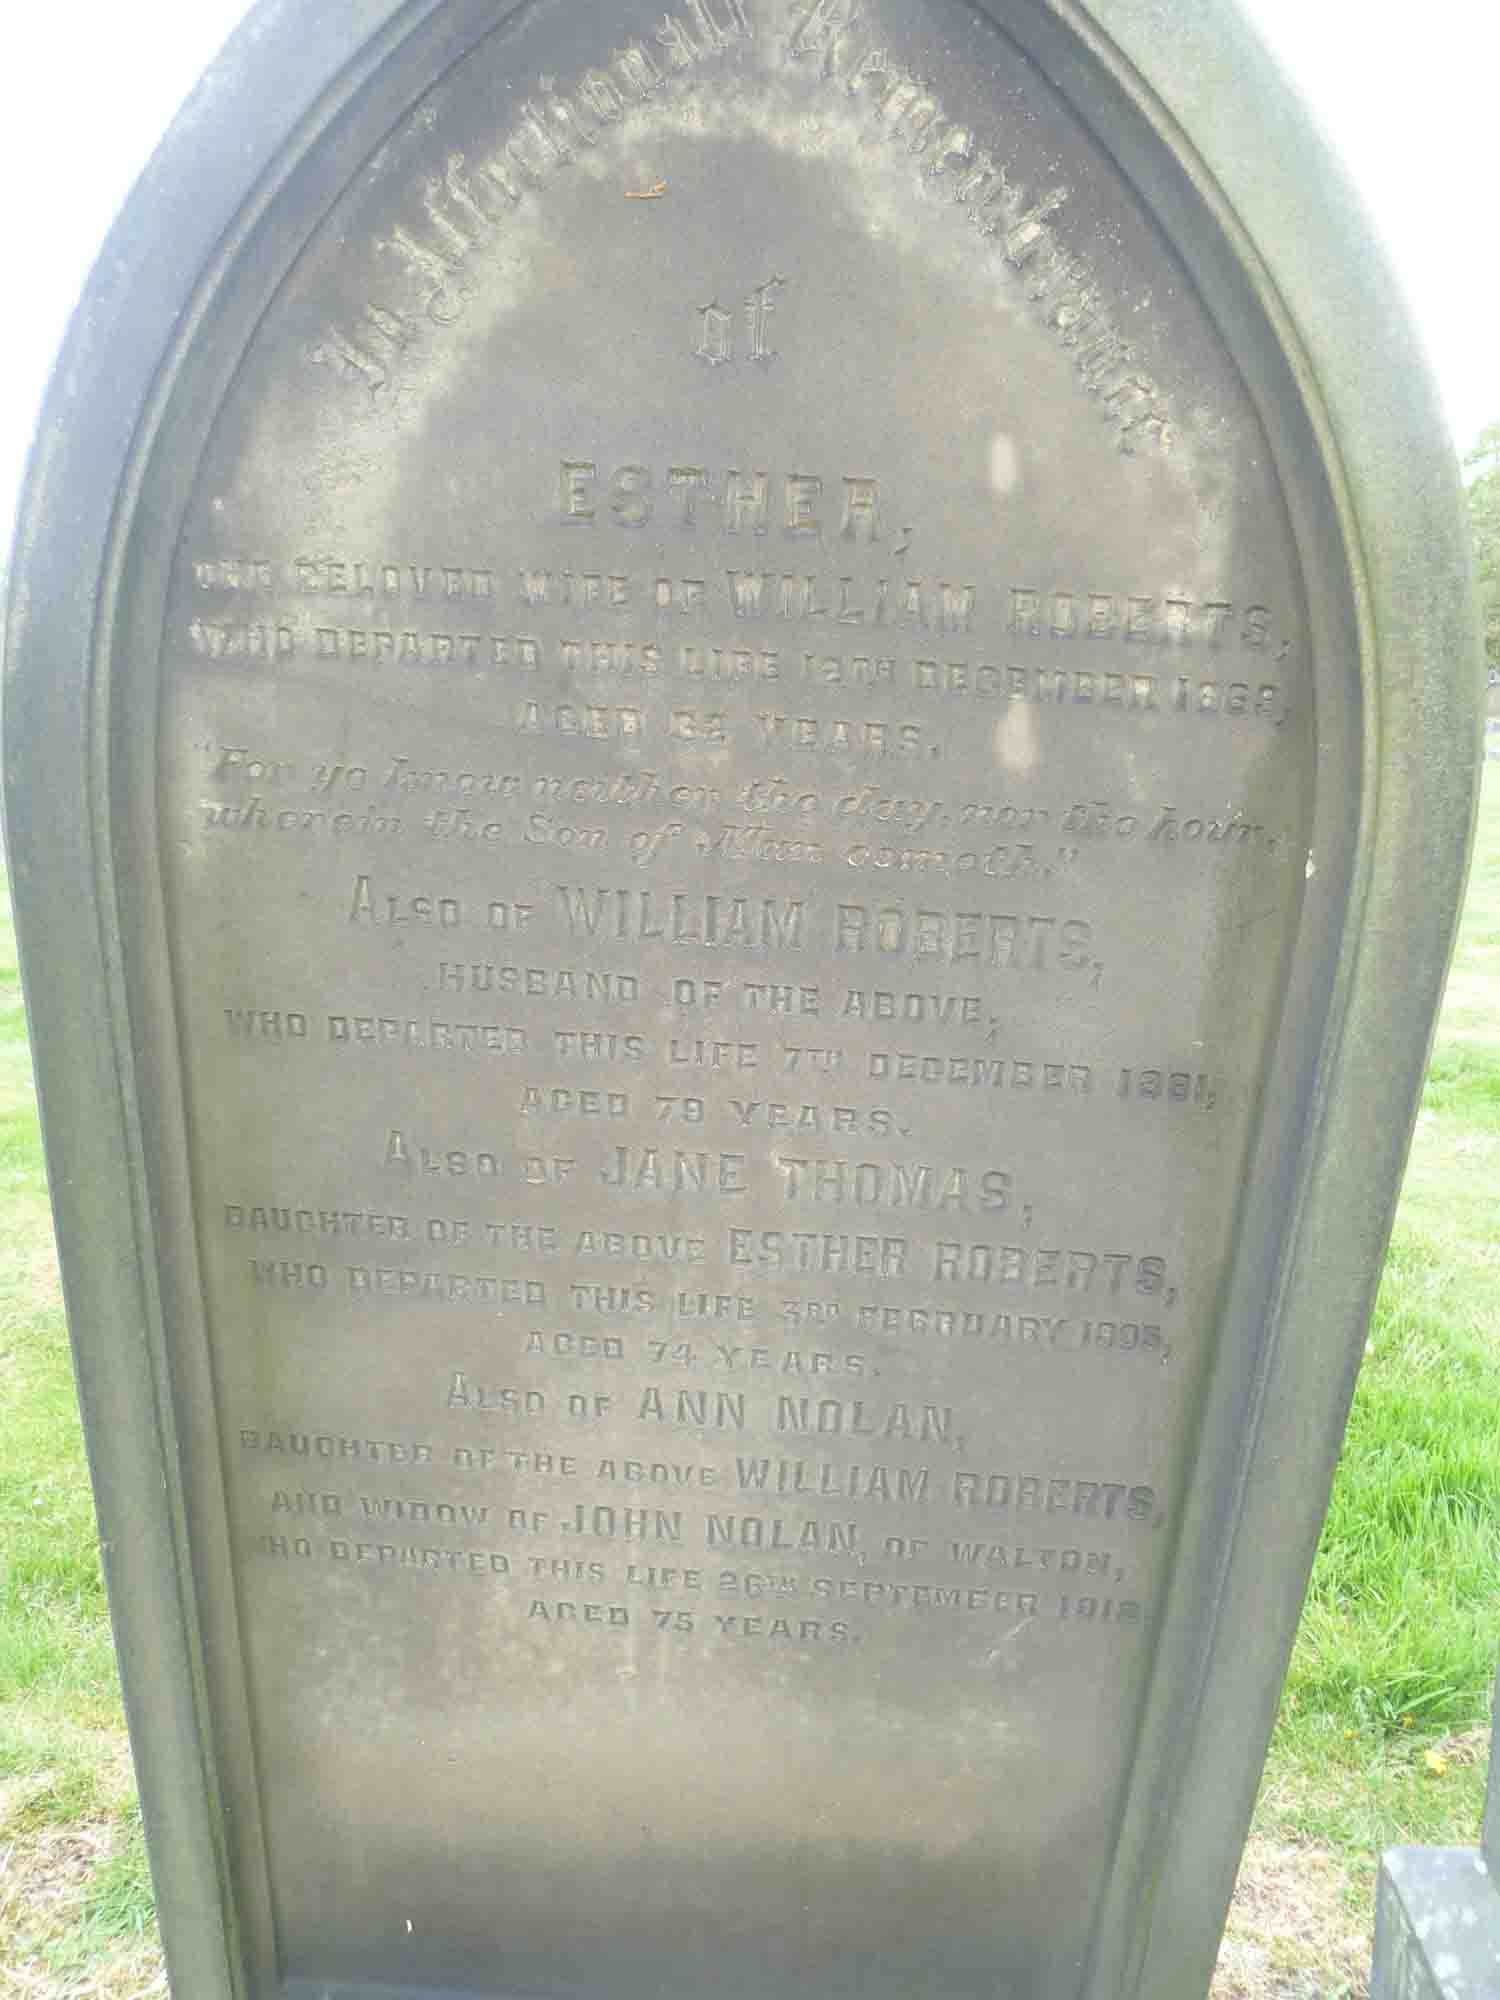 In Affectionate Remembrance
of
ESTHER,
THE BELOVED WIFE OF WILLIAM ROBERTS,
WHO DEPARTED THIS LIFE 12TH DECEMBER
AGED YEARS.
"For ye know neither the day, nor the hour,
wherein the Son of Man cometh."
ALSO OF WILLIAM ROBERTS,
HUSBAND OF THE ABOVE,
WHO DEPARTED THIS LIFE 7TH DECEMBER 1881,
AGED 79 YEARS.
ALSO OF JANE THOMAS,
DAUGHTER OF THE ABOVE ESTHER ROBERTS,
WHO DEPARTED THIS LIFE 3RD FEBRUARY 1895,
AGED 74 YEARS.
ALSO OF ANN NOLAN,
DAUGHTER OF THE ABOVE WILLIAM ROBERTS,
AND WIDOW OF JOHN NOLAN, OF WALTON,
WHO DEPARTED THIS LIFE 26TH SEPTEMBER
AGED 75 YEARS.